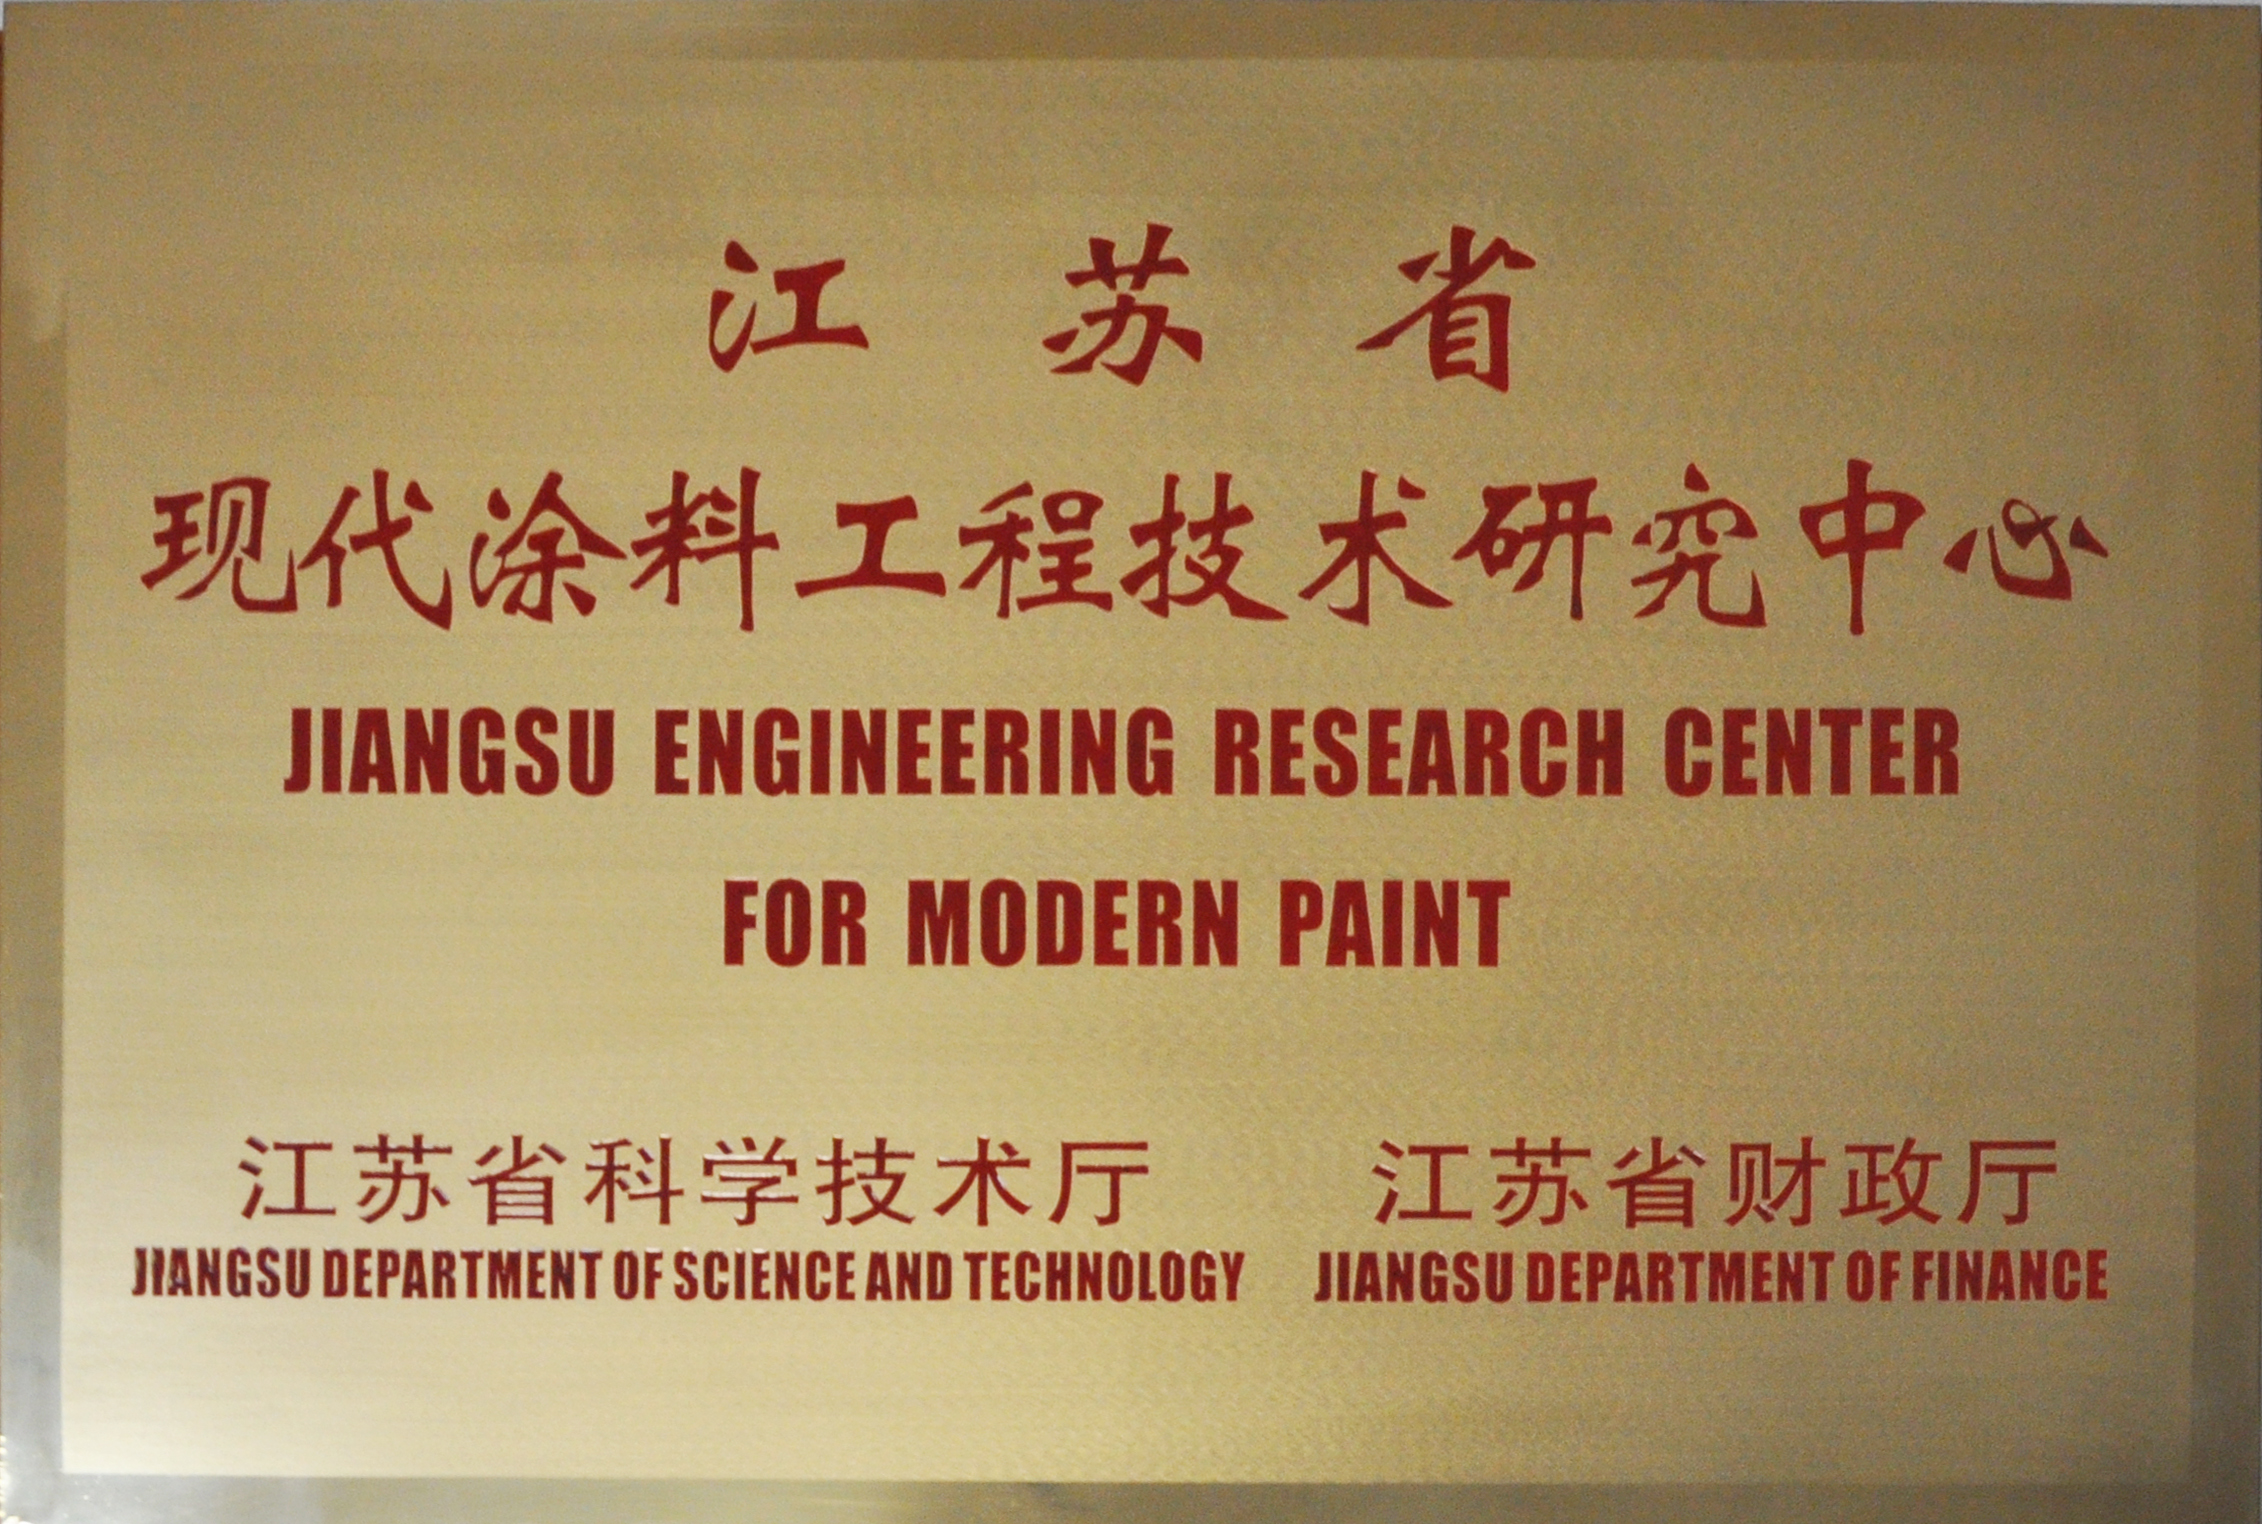 江苏省
现代涂料工程技术研究中心
JIANGSU ENGINEERING RESEARCH CENTER
FOR MODERN PAINT
江苏省科学技术厅 江苏省财政厅
JIANGSU DEPARTMENT OF SCIENCE AND TECHNOLOGY JIANGSU DEPARTMENT OF FINANCE